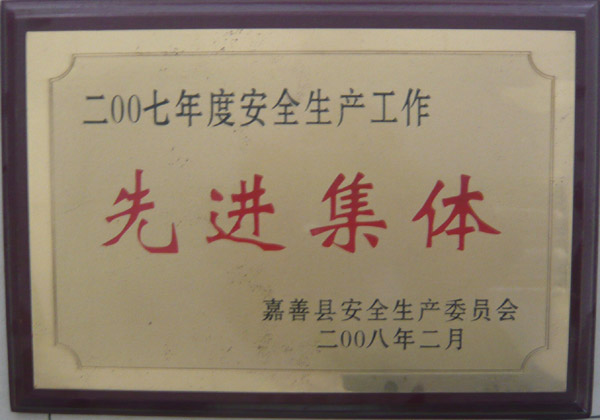 二00七年度安全生产工作
先进集体
嘉善县安全生产委员会
二00八年二月